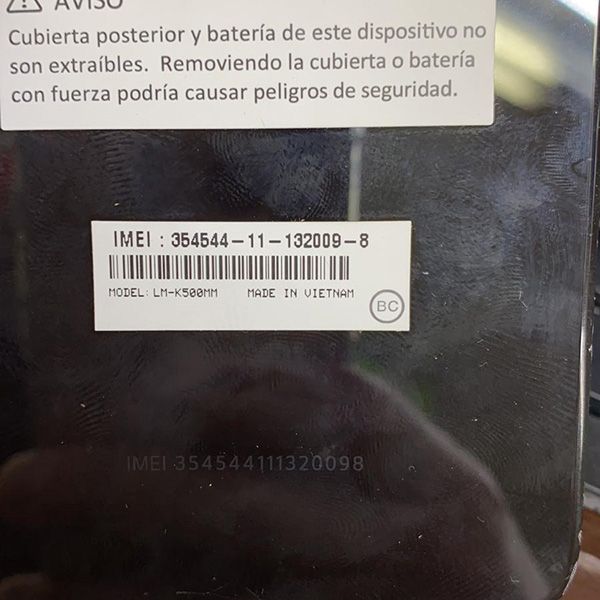 AVISO
Cubierta posterior y batería de este dispositivo no
son extraíbles. Removiendo la cubierta o batería
con fuerza podría causar peligros de seguridad.
IMEI : 354544-11-132009-8
MODEL: LM-K500MM MADE IN VIETNAM
BC
IMEI 354544111320098